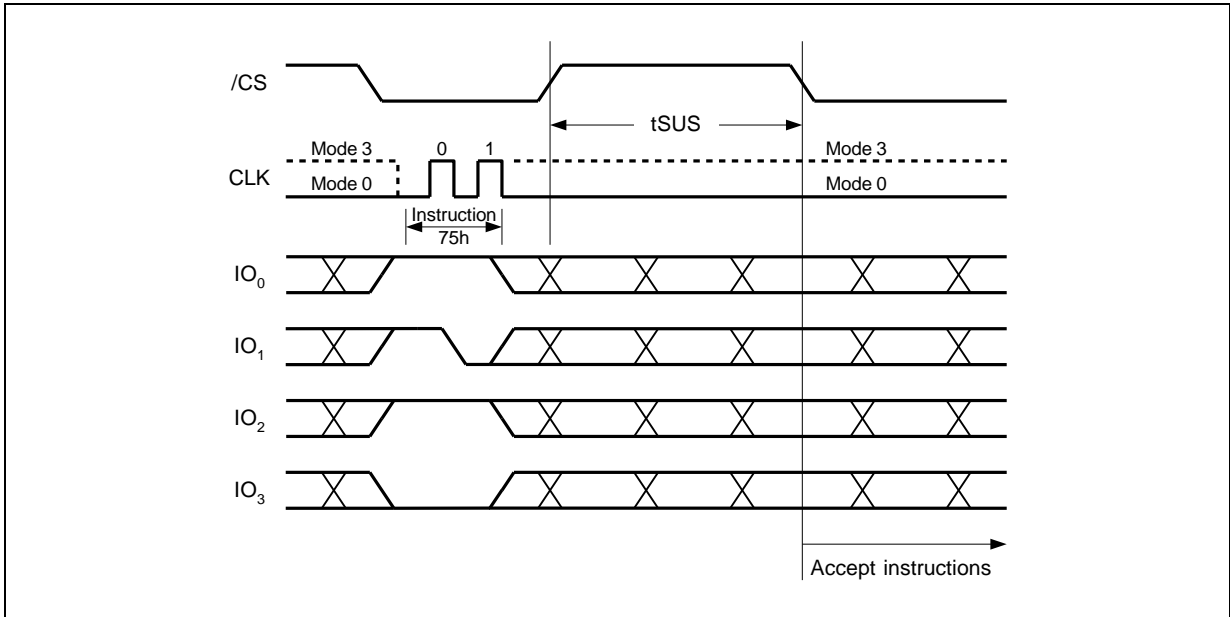 /CS
tSUS
Mode 3 0 1 Mode 3
CLK
Mode 0 Mode 0
Instruction
75h
IO0
IO1
IO2
IO3
Accept instructions